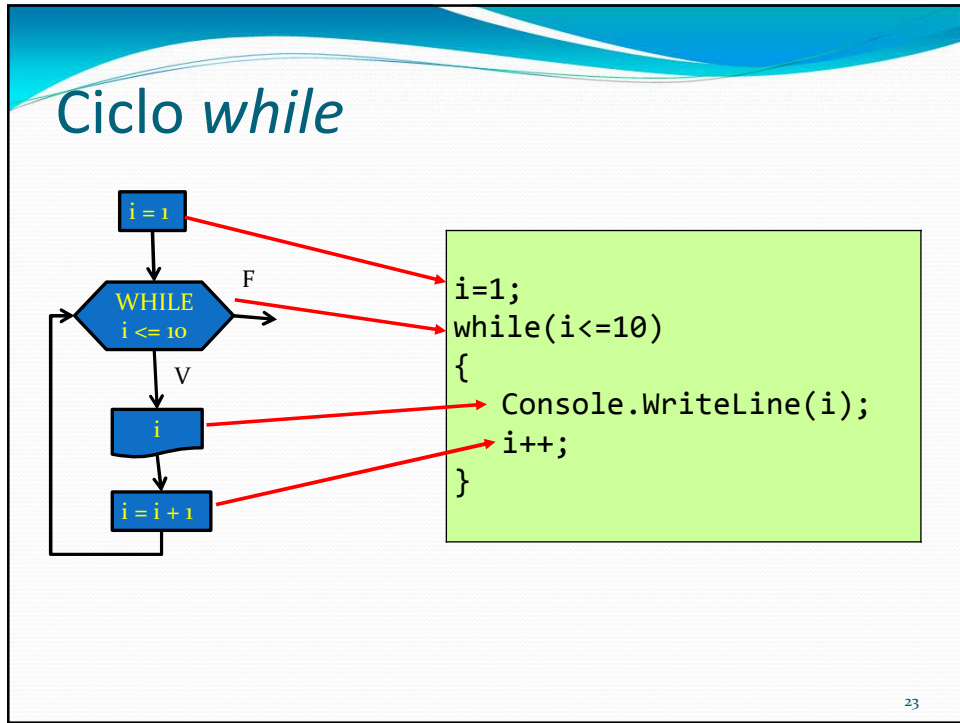 Ciclo while
i = 1
WHILE
i <= 10
F
V
i
i = i + 1
i=1;
while(i<=10)
{
Console.WriteLine(i);
i++;
}
23